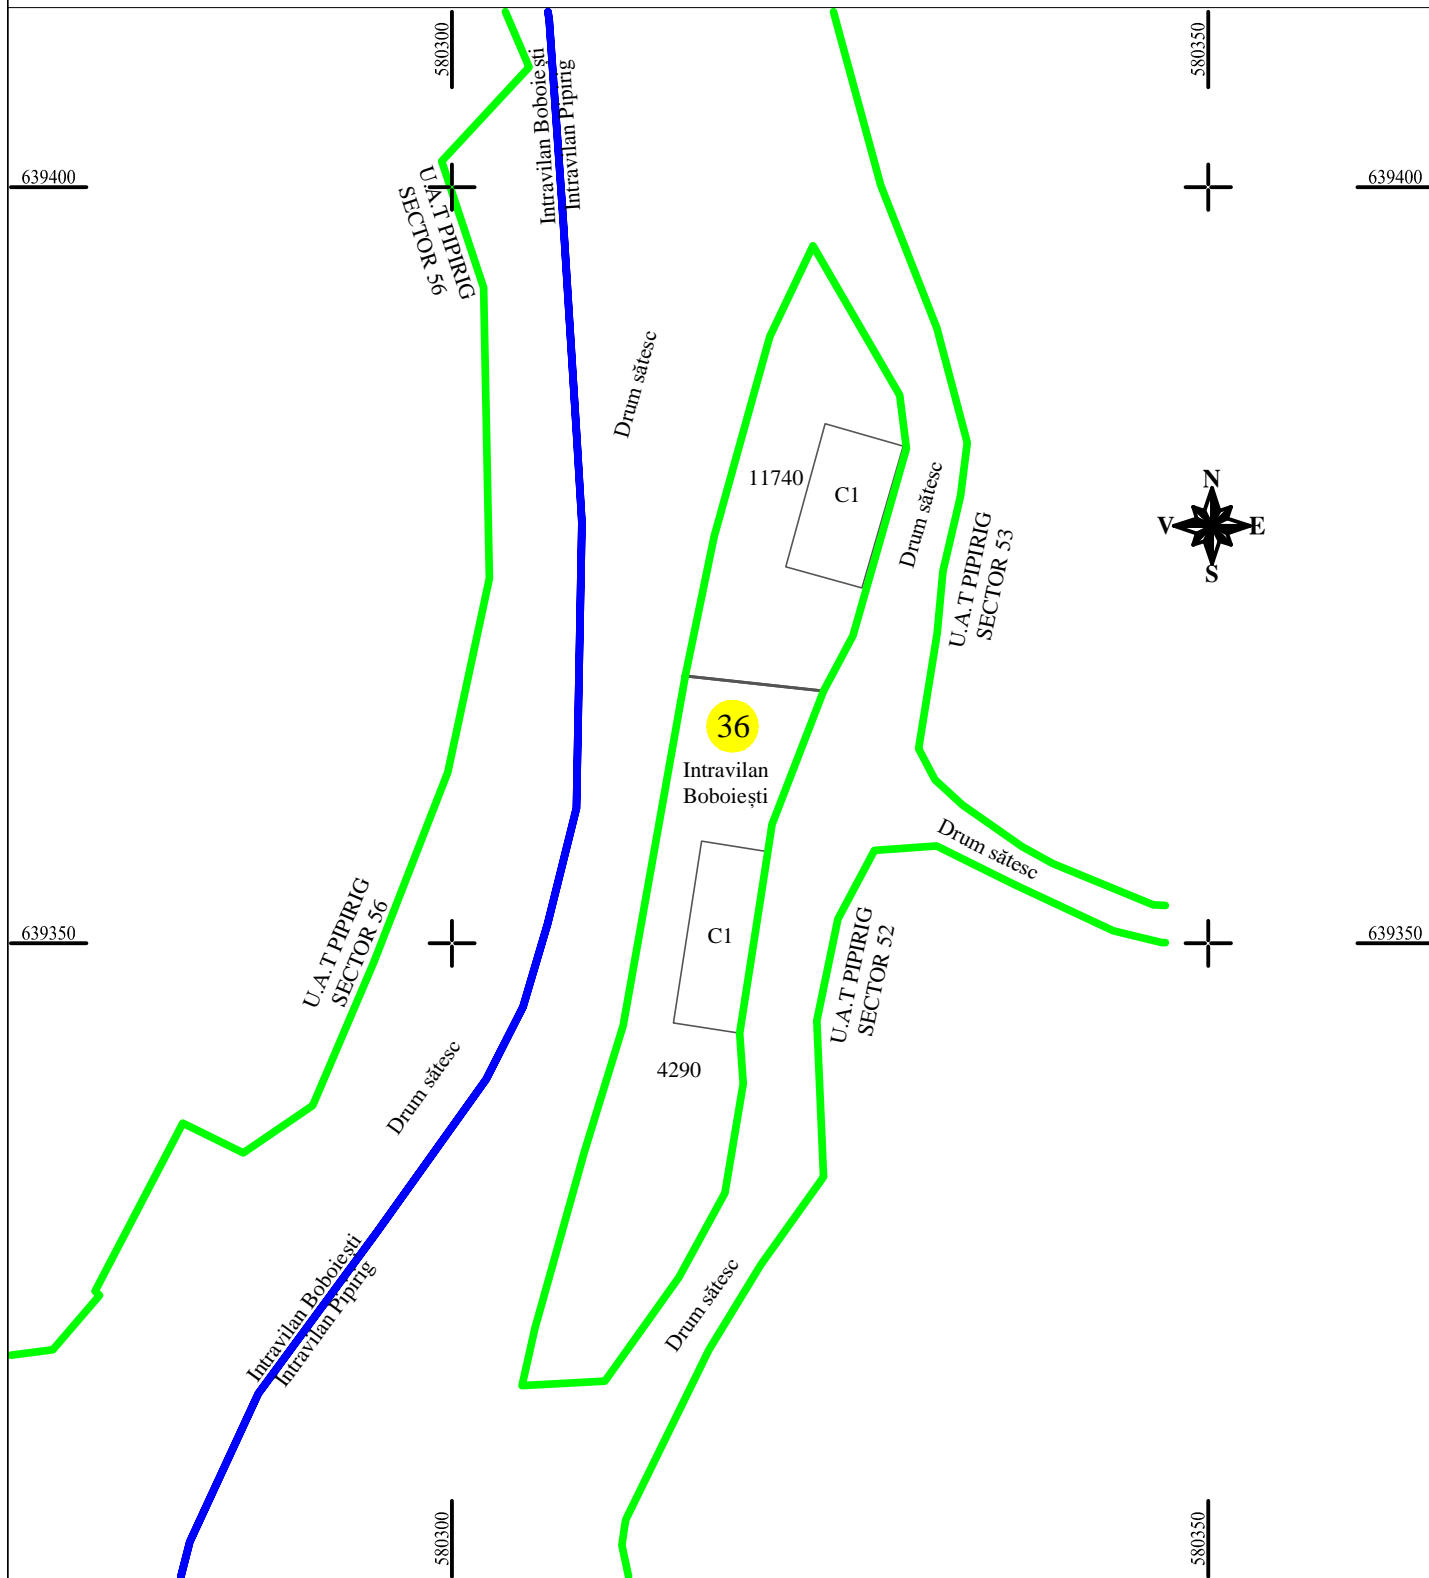 580300
580350
Intravilan Boboiești
Intravilan Pipirig
639400
639400
U.A.T PIPIRIG
SECTOR 56
Drum sătesc
11740
C1
Drum sătesc
N
V E
S
U.A.T PIPIRIG
SECTOR 53
36
Intravilan
Boboiești
Drum sătesc
U.A.T PIPIRIG
SECTOR 56
639350
C1
U.A.T PIPIRIG
SECTOR 52
639350
Drum sătesc
4290
Intravilan Boboiești
Intravilan Pipirig
Drum sătesc
580300
580350